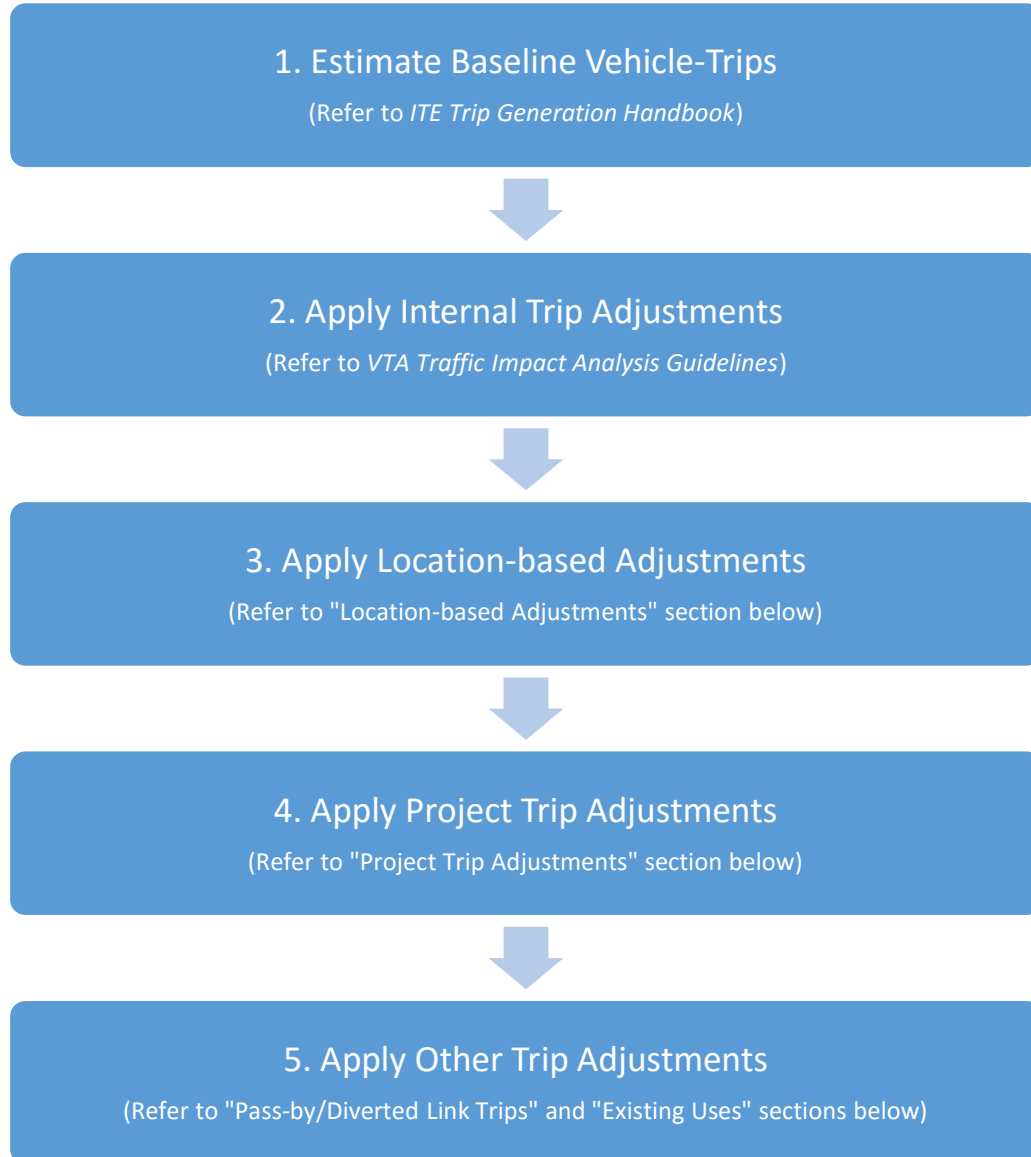 1. Estimate Baseline Vehicle-Trips
(Refer to ITE Trip Generation Handbook)
2. Apply Internal Trip Adjustments
(Refer to VTA Traffic Impact Analysis Guidelines)
3. Apply Location-based Adjustments
(Refer to "Location-based Adjustments" section below)
4. Apply Project Trip Adjustments
(Refer to "Project Trip Adjustments" section below)
5. Apply Other Trip Adjustments
(Refer to "Pass-by/Diverted Link Trips" and "Existing Uses" sections below)